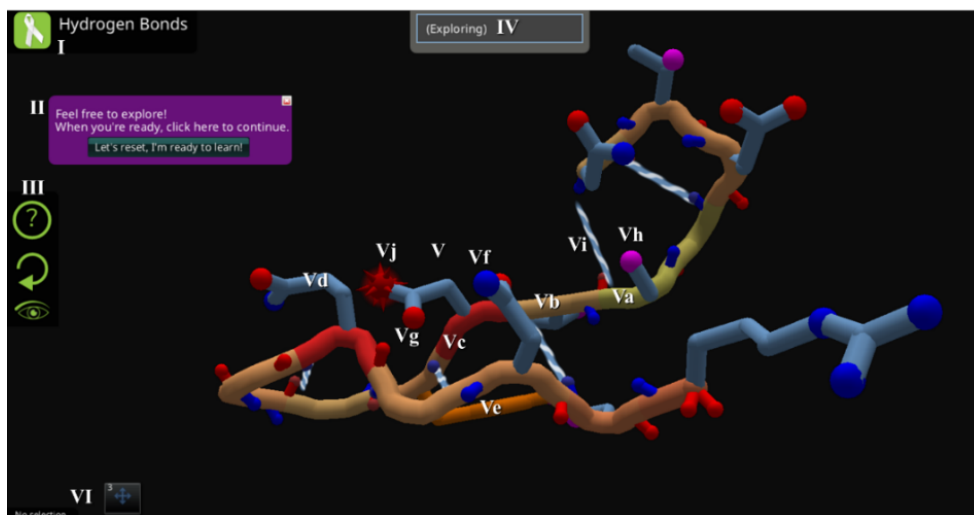 Hydrogen Bonds
I
(Exploring) IV
II
Feel free to explore!
When you're ready, click here to continue.
Let's reset, I'm ready to learn!
III
?
Vj
V
Vf
Vi
Vh
Vd
Vb
Va
Vg
Vc
Ve
VI
3
No selection